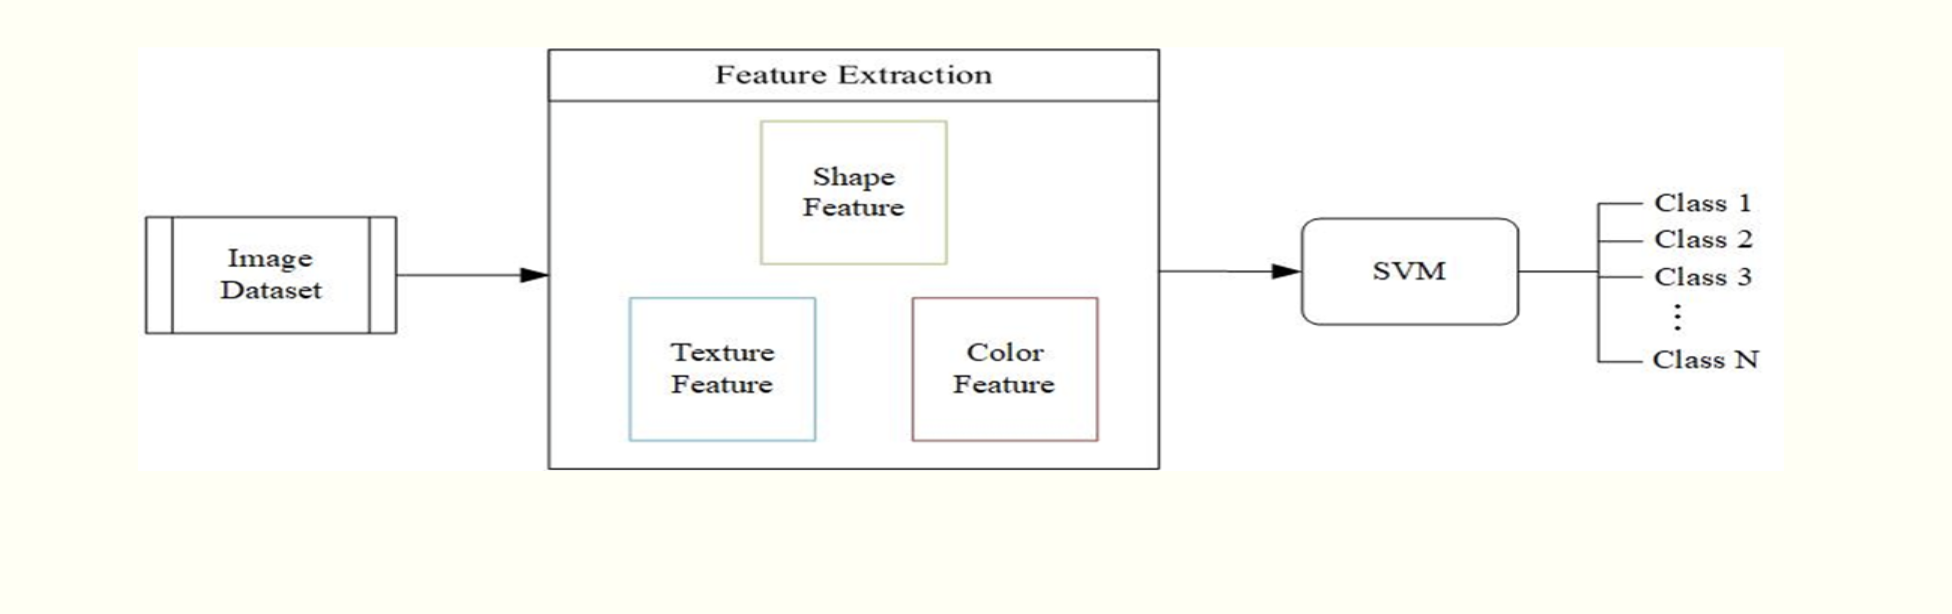 Feature Extraction
Shape
Feature
Image
Dataset
Texture
Feature
Color
Feature
SVM
Class 1
Class 2
Class 3
⋮
Class N